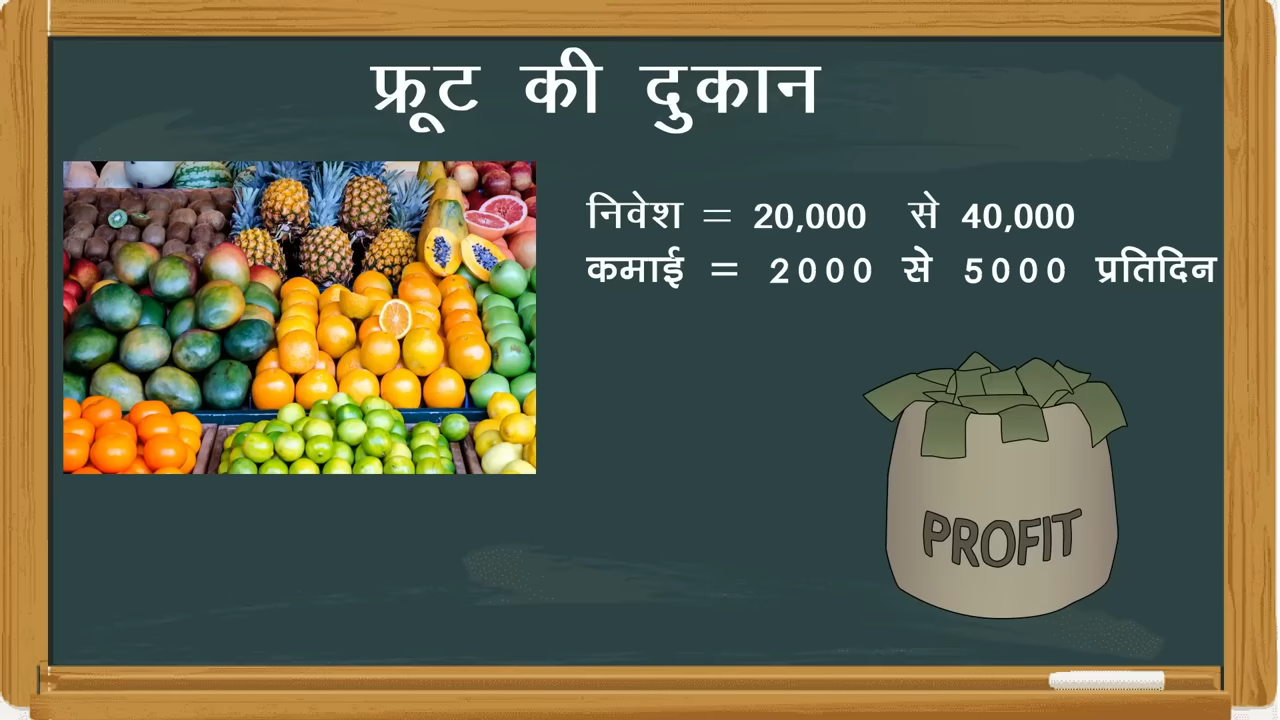 फ्रूट की दुकान
निवेश = 20,000 से 40,000
कमाई = 2000 से 5000 प्रतिदिन
PROFIT